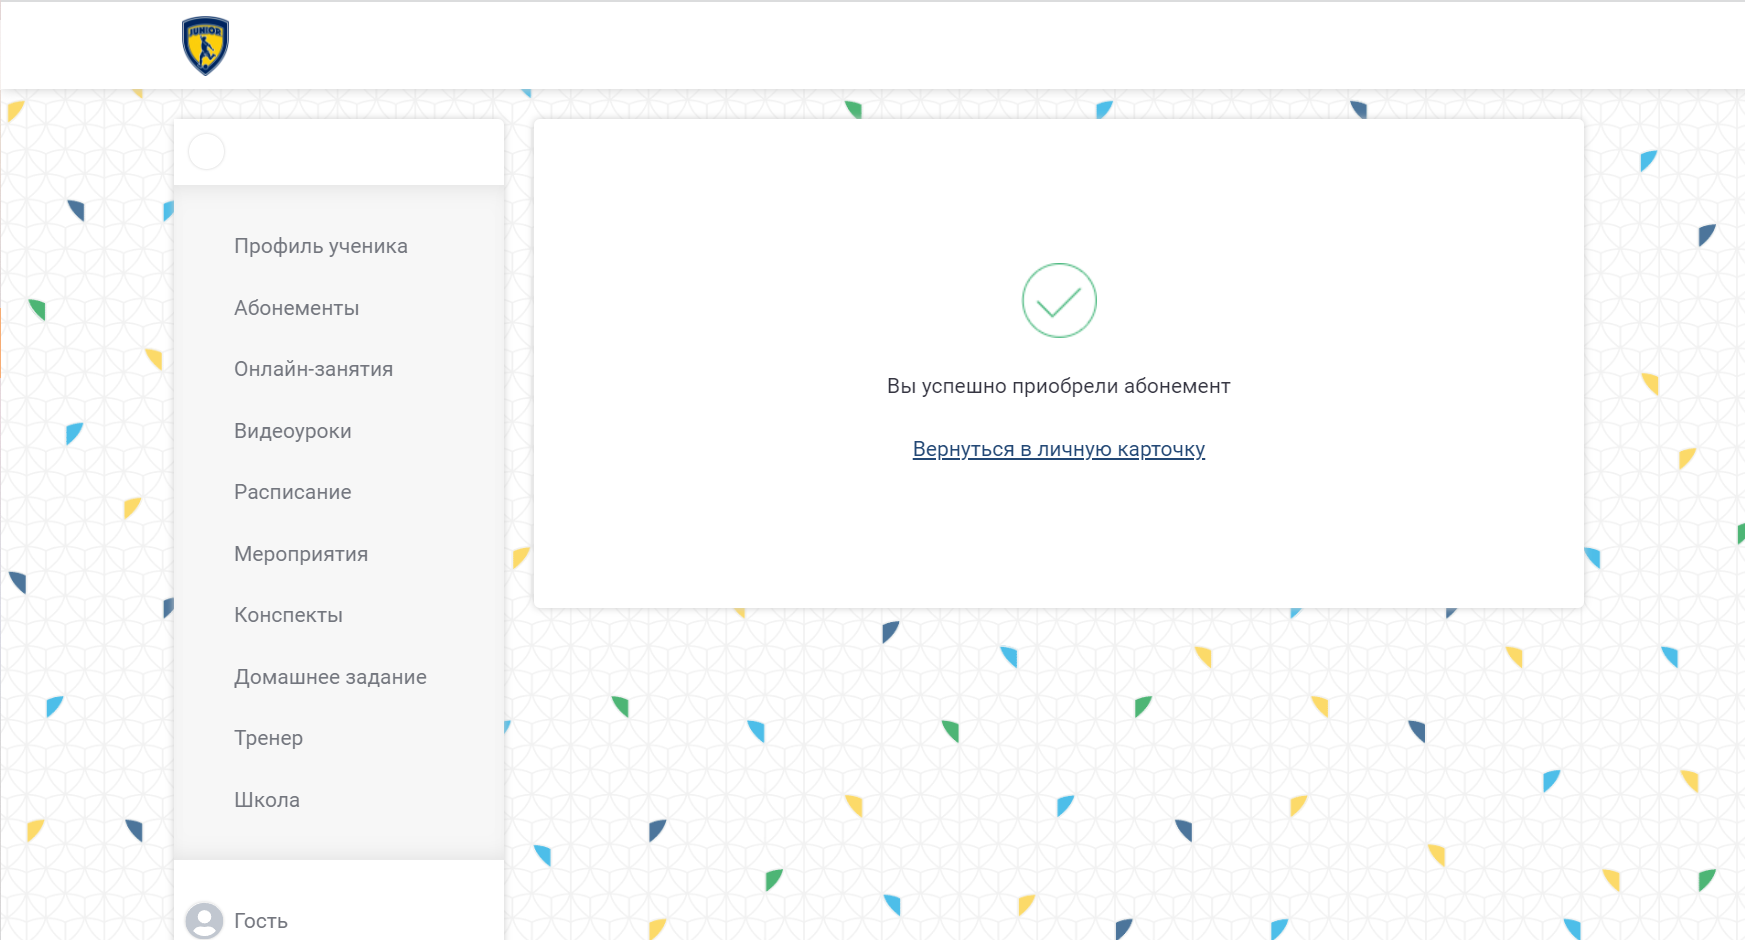 JUNIOR
Профиль ученика
Абонементы
Онлайн-занятия
Видеоуроки
Расписание
Мероприятия
Конспекты
Домашнее задание
Тренер
Школа
Гость
Вы успешно приобрели абонемент
Вернуться в личную карточку